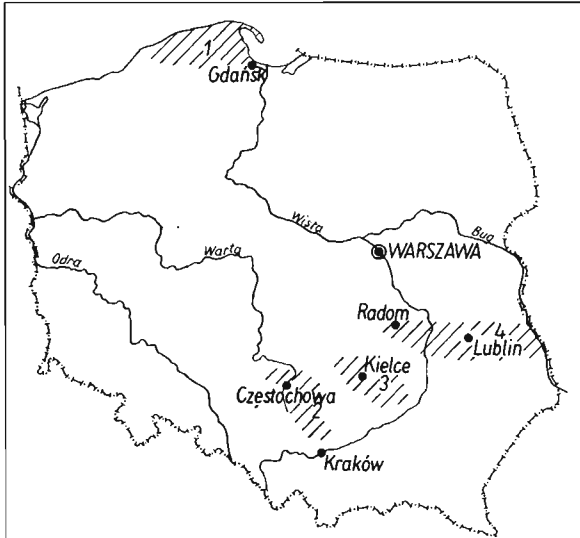 1
Gdańsk
Wisła
Bug
WARSZAWA
Warta
Odra
Radom
4
Lublin
Kielce
3
Częstochowa
2
Kraków